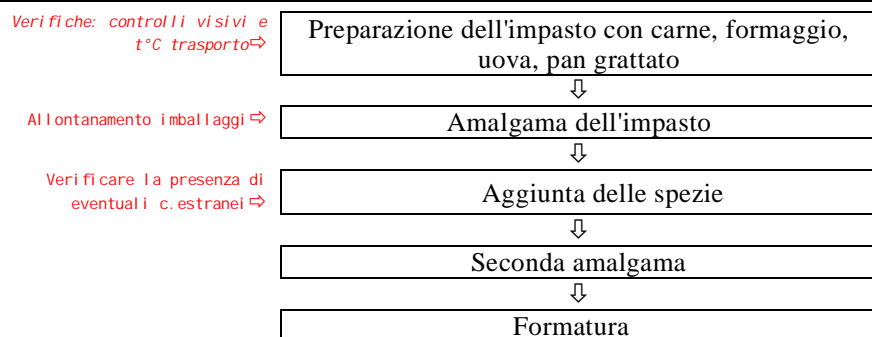 Verifiche: controlli visivi e
t°C trasporto⇨
Preparazione dell'impasto con carne, formaggio,
uova, pan grattato
⇩
Allontanamento imballaggi⇨
Amalgama dell'impasto
⇩
Verificare la presenza di
eventuali c.estranei⇨
Aggiunta delle spezie
⇩
Seconda amalgama
⇩
Formatura